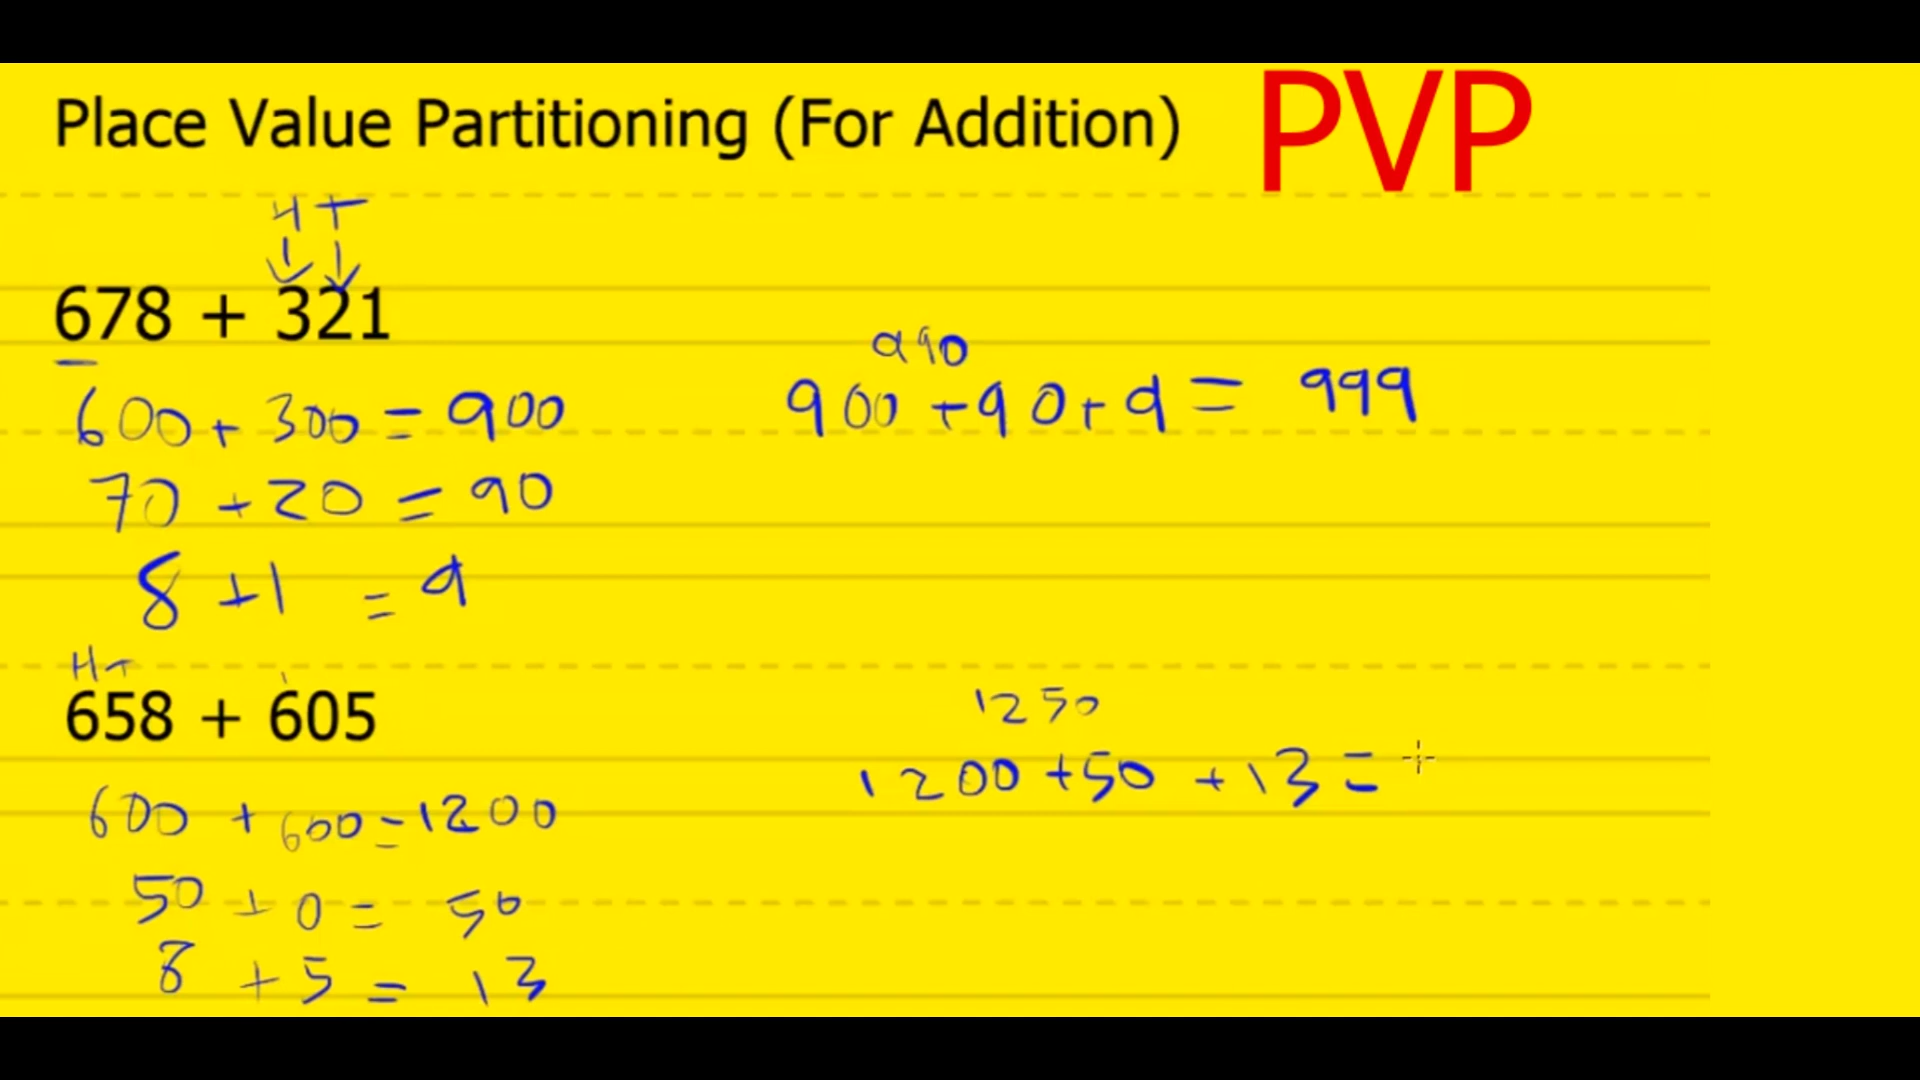 Place Value Partitioning (For Addition) PVP
H T
678 + 321
990
600 + 300 = 900
900 + 90 + 9 = 999
70 + 20 = 90
8 + 1 = 9
H T
658 + 605
1250
1200 + 50 + 13 =
600 + 600 = 1200
50 + 0 = 50
8 + 5 = 13